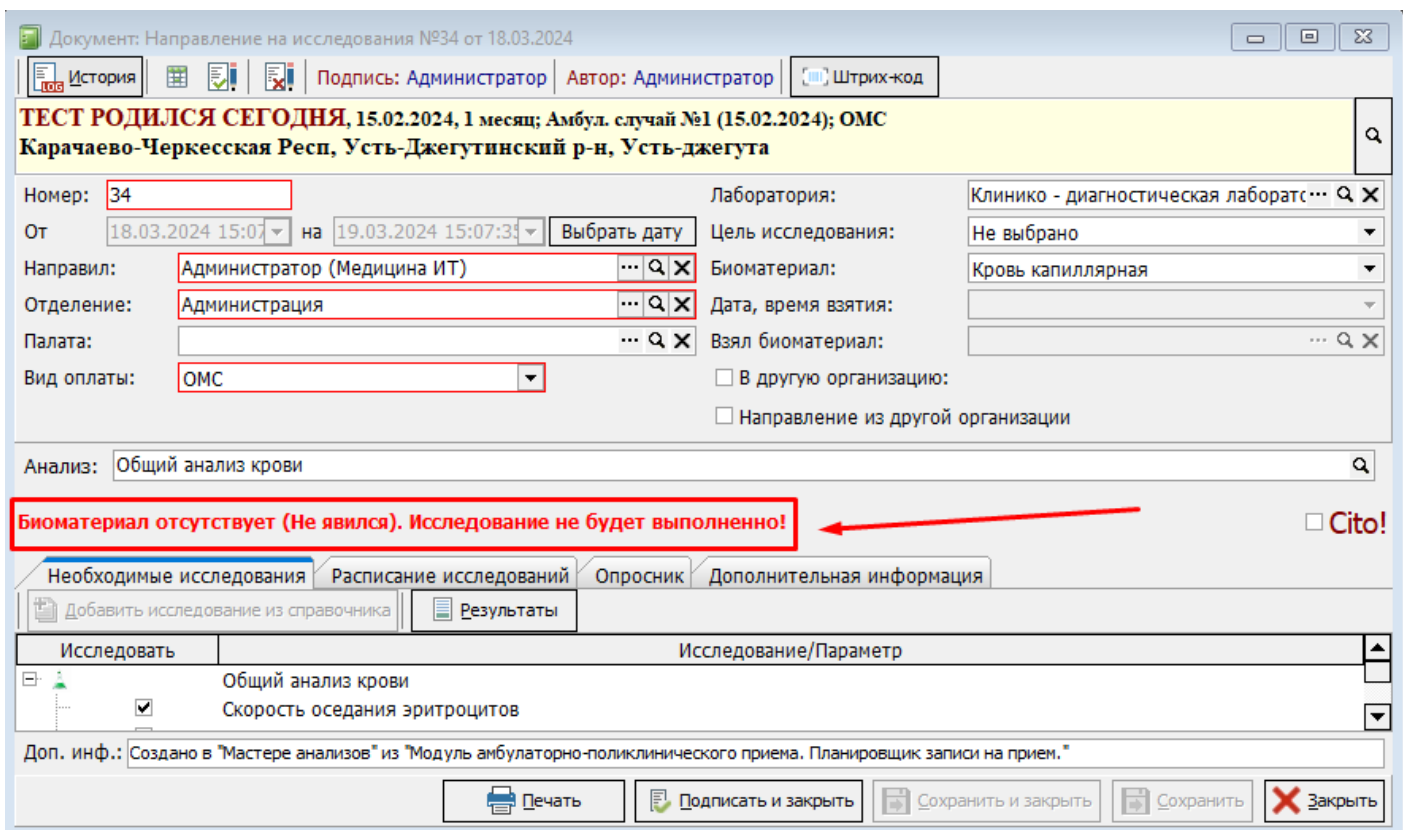 Документ: Направление на исследования №34 от 18.03.2024
LOG История Подпись: Администратор Автор: Администратор Штрих-код
ТЕСТ РОДИЛСЯ СЕГОДНЯ, 15.02.2024, 1 месяц; Амбул. случай №1 (15.02.2024); ОМС
Карачаево-Черкесская Респ, Усть-Джегутинский р-н, Усть-джегута
Номер: 34 Лаборатория: Клинико - диагностическая лаборатс ...
От 18.03.2024 15:07 на 19.03.2024 15:07:35 Выбрать дату Цель исследования: Не выбрано
Направил: Администратор (Медицина ИТ) ... Биоматериал: Кровь капиллярная
Отделение: Администрация ... Дата, время взятия:
Палата: ... Взял биоматериал: ...
Вид оплаты: ОМС В другую организацию:
Направление из другой организации
Анализ: Общий анализ крови
Биоматериал отсутствует (Не явился). Исследование не будет выполненно! Cito!
Необходимые исследования Расписание исследований Опросник Дополнительная информация
Добавить исследование из справочника Результаты
Исследовать Исследование/Параметр
Общий анализ крови
Скорость оседания эритроцитов
Доп. инф.: Создано в "Мастере анализов" из "Модуль амбулаторно-поликлинического приема. Планировщик записи на прием."
Печать Подписать и закрыть Сохранить и закрыть Сохранить Закрыть